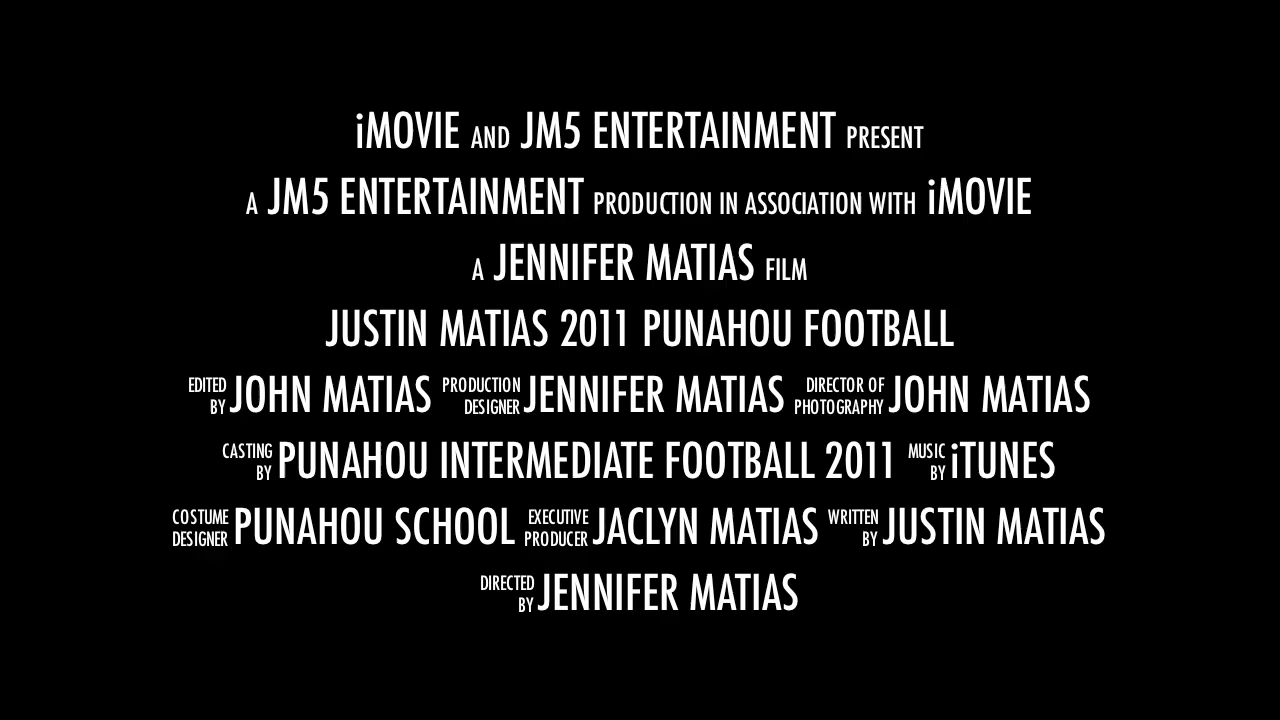 iMOVIE AND JM5 ENTERTAINMENT PRESENT
A JM5 ENTERTAINMENT PRODUCTION IN ASSOCIATION WITH iMOVIE
A JENNIFER MATIAS FILM
JUSTIN MATIAS 2011 PUNAHOU FOOTBALL
EDITED BY JOHN MATIAS PRODUCTION DESIGNER JENNIFER MATIAS DIRECTOR OF PHOTOGRAPHY JOHN MATIAS
CASTING BY PUNAHOU INTERMEDIATE FOOTBALL 2011 MUSIC BY iTUNES
COSTUME DESIGNER PUNAHOU SCHOOL EXECUTIVE PRODUCER JACLYN MATIAS WRITTEN BY JUSTIN MATIAS
DIRECTED BY JENNIFER MATIAS